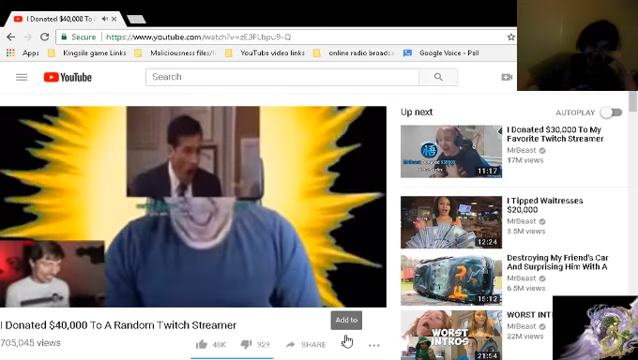 I Donated $40,000 T
Secure
https://www.youtube.com/watch?v=zE3FLbpu9-Q
Apps
Kingsile game Links
Maliciousness files/
YouTube video links
online radio broadc
Google Voice - Psll
YouTube
Search
Up next
AUTOPLAY
I Donated $30,000 To My
Favorite Twitch Streamer
MrBeast
17M views
11:17
I Tipped Waitresses
$20,000
MrBeast
3.5M views
12:24
Destroying My Friend's Car
And Surprising Him With A
MrBeast
6.5M views
15:12
WORST
INTROS
21:54
WORST INT
MrBeast
22M view
I Donated $40,000 To A Random Twitch Streamer
705,045 views
Add to
48K
929
SHARE